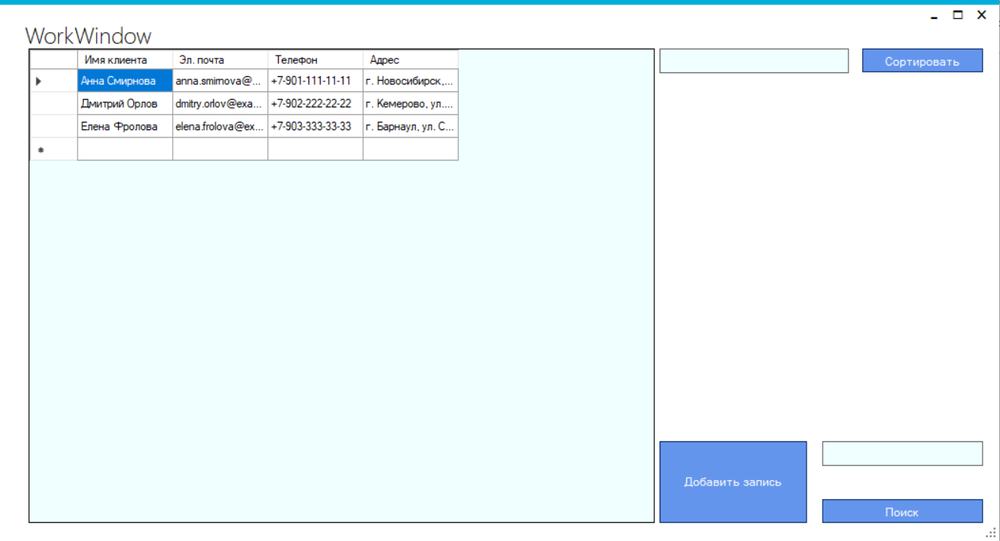 WorkWindow
Имя клиента Эл. почта Телефон Адрес
Анна Смирнова anna.smirnova@... +7-901-111-11-11 г. Новосибирск,...
Дмитрий Орлов dmitry.orlov@exa... +7-902-222-22-22 г. Кемерово, ул....
Елена Фролова elena.frolova@ex... +7-903-333-33-33 г. Барнаул, ул. С...
Сортировать
Добавить запись
Поиск